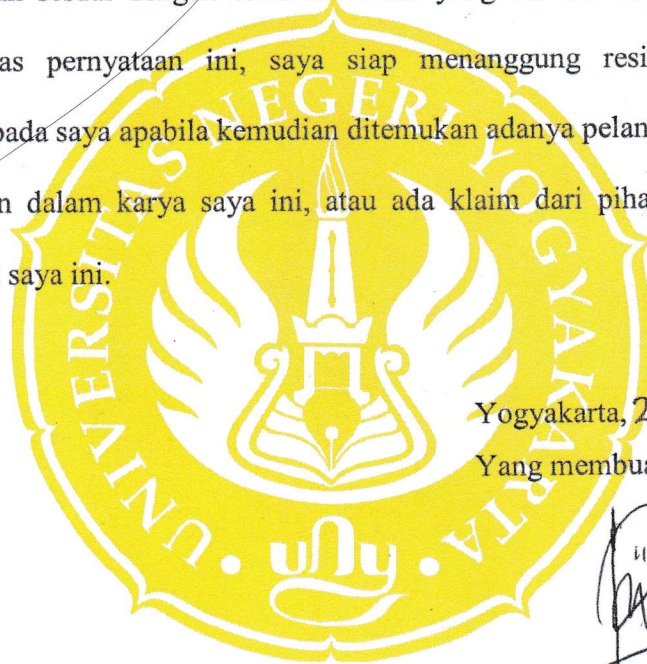 as pernyataan ini, saya siap menanggung resi
pada saya apabila kemudian ditemukan adanya pelan
n dalam karya saya ini, atau ada klaim dari piha
saya ini.
Yogyakarta, 2
Yang membua
UNIVERSITAS NEGERI YOGYAKARTA
uny